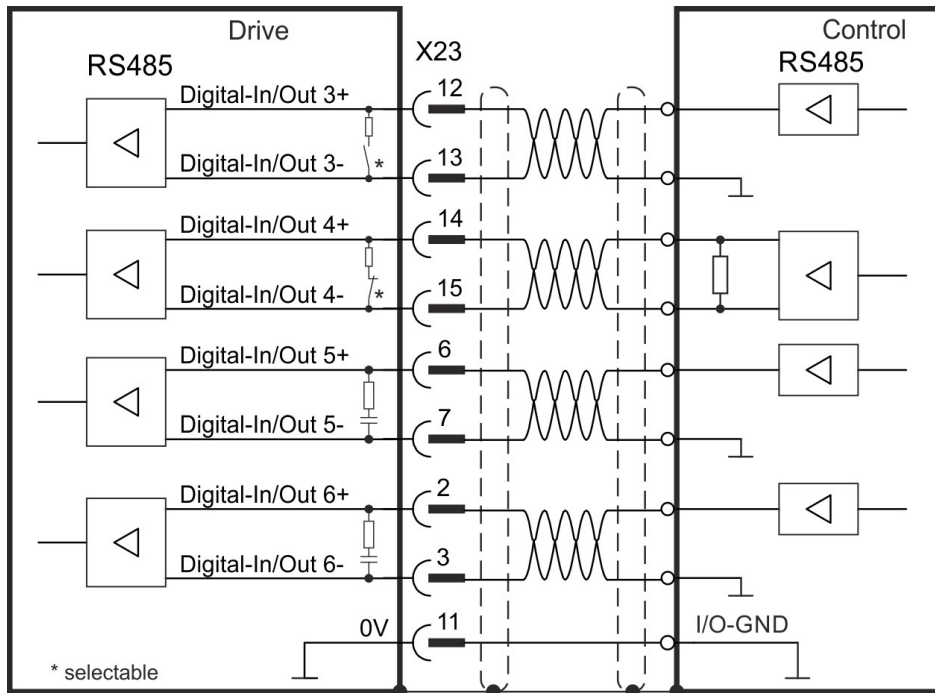 Drive
Control
X23
RS485
RS485
Digital-In/Out 3+
12
Digital-In/Out 3-
*
13
Digital-In/Out 4+
14
Digital-In/Out 4-
*
15
Digital-In/Out 5+
6
Digital-In/Out 5-
7
Digital-In/Out 6+
2
Digital-In/Out 6-
3
0V
11
I/O-GND
* selectable